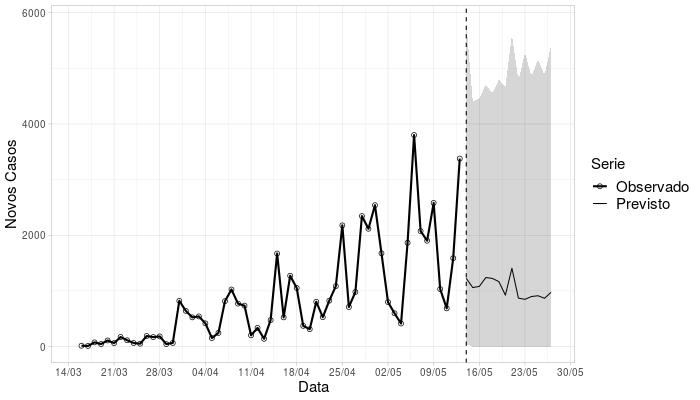 6000
4000
2000
0
Novos Casos
14/03 21/03 28/03 04/04 11/04 18/04 25/04 02/05 09/05 16/05 23/05 30/05
Data
Serie
Observado
Previsto